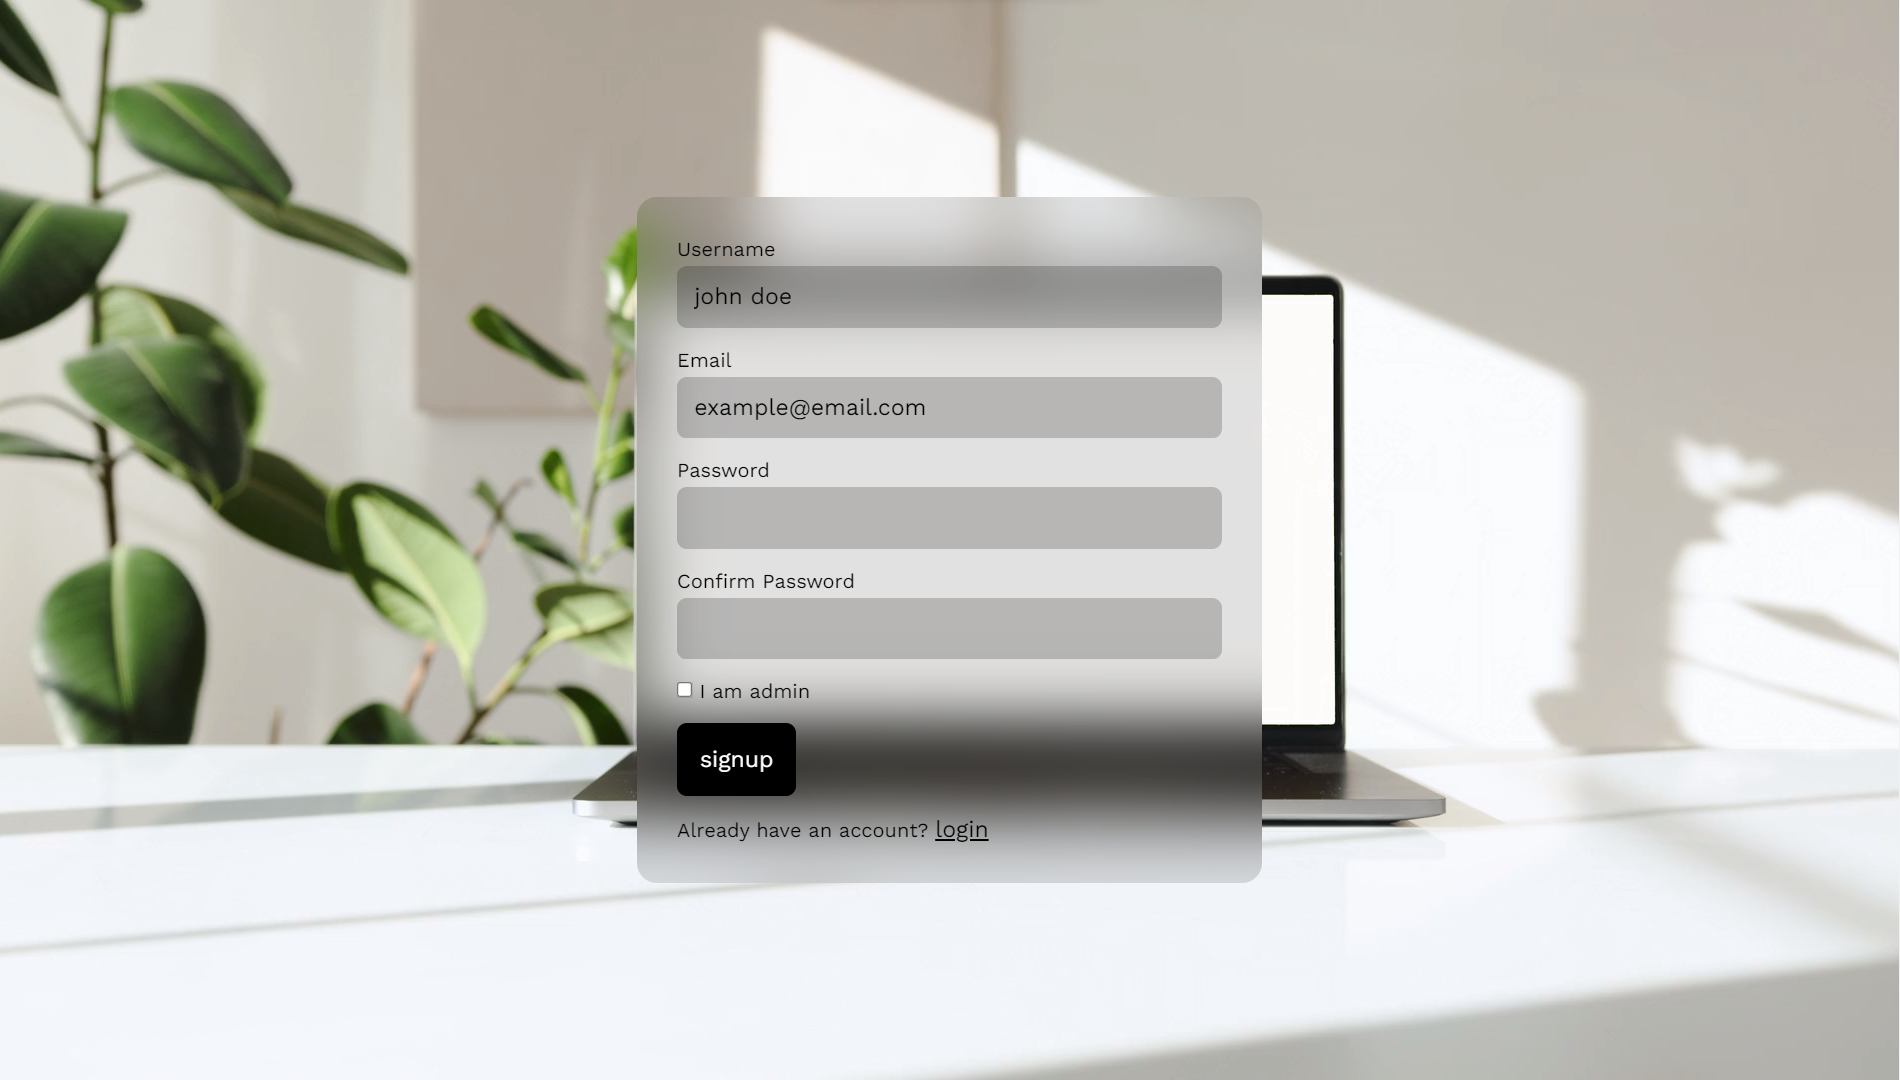 Username
john doe
Email
example@email.com
Password
Confirm Password
I am admin
signup
Already have an account? login